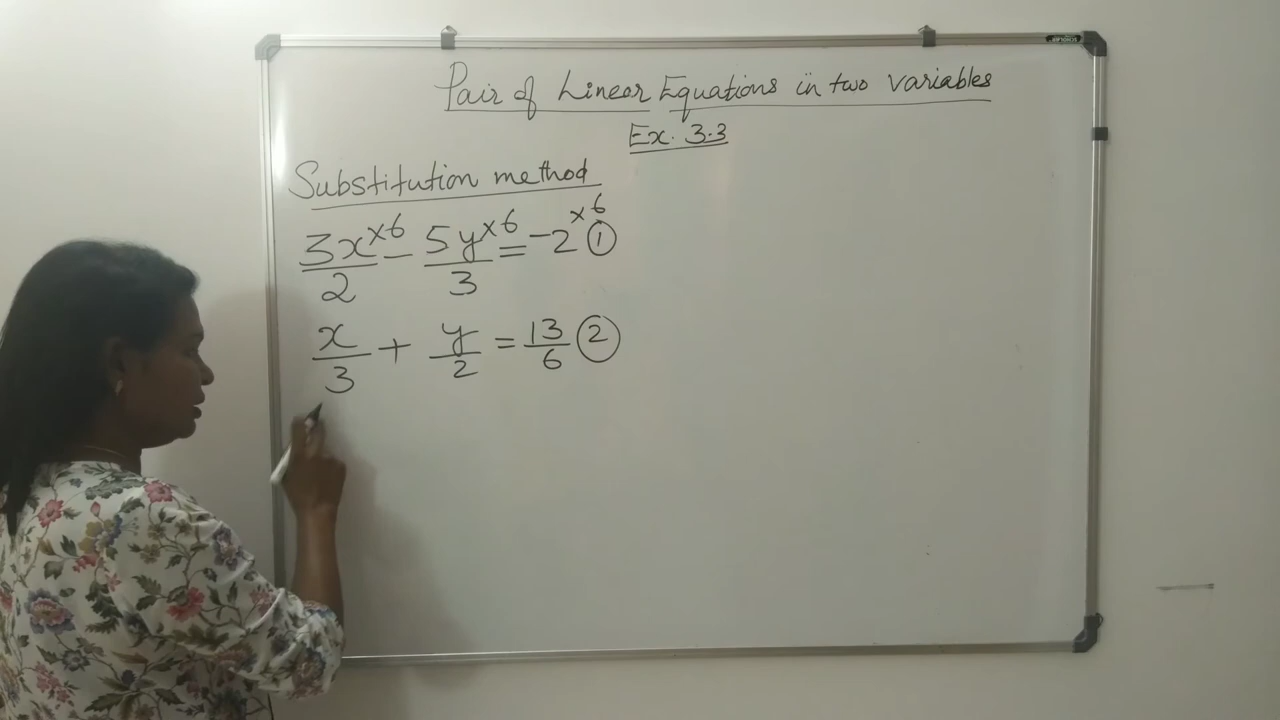 Pair of Linear Equations in two variables
Ex. 3.3
Substitution method
3x×6/2 - 5y×6/3 = -2×6 ①
x/3 + y/2 = 13/6 ②